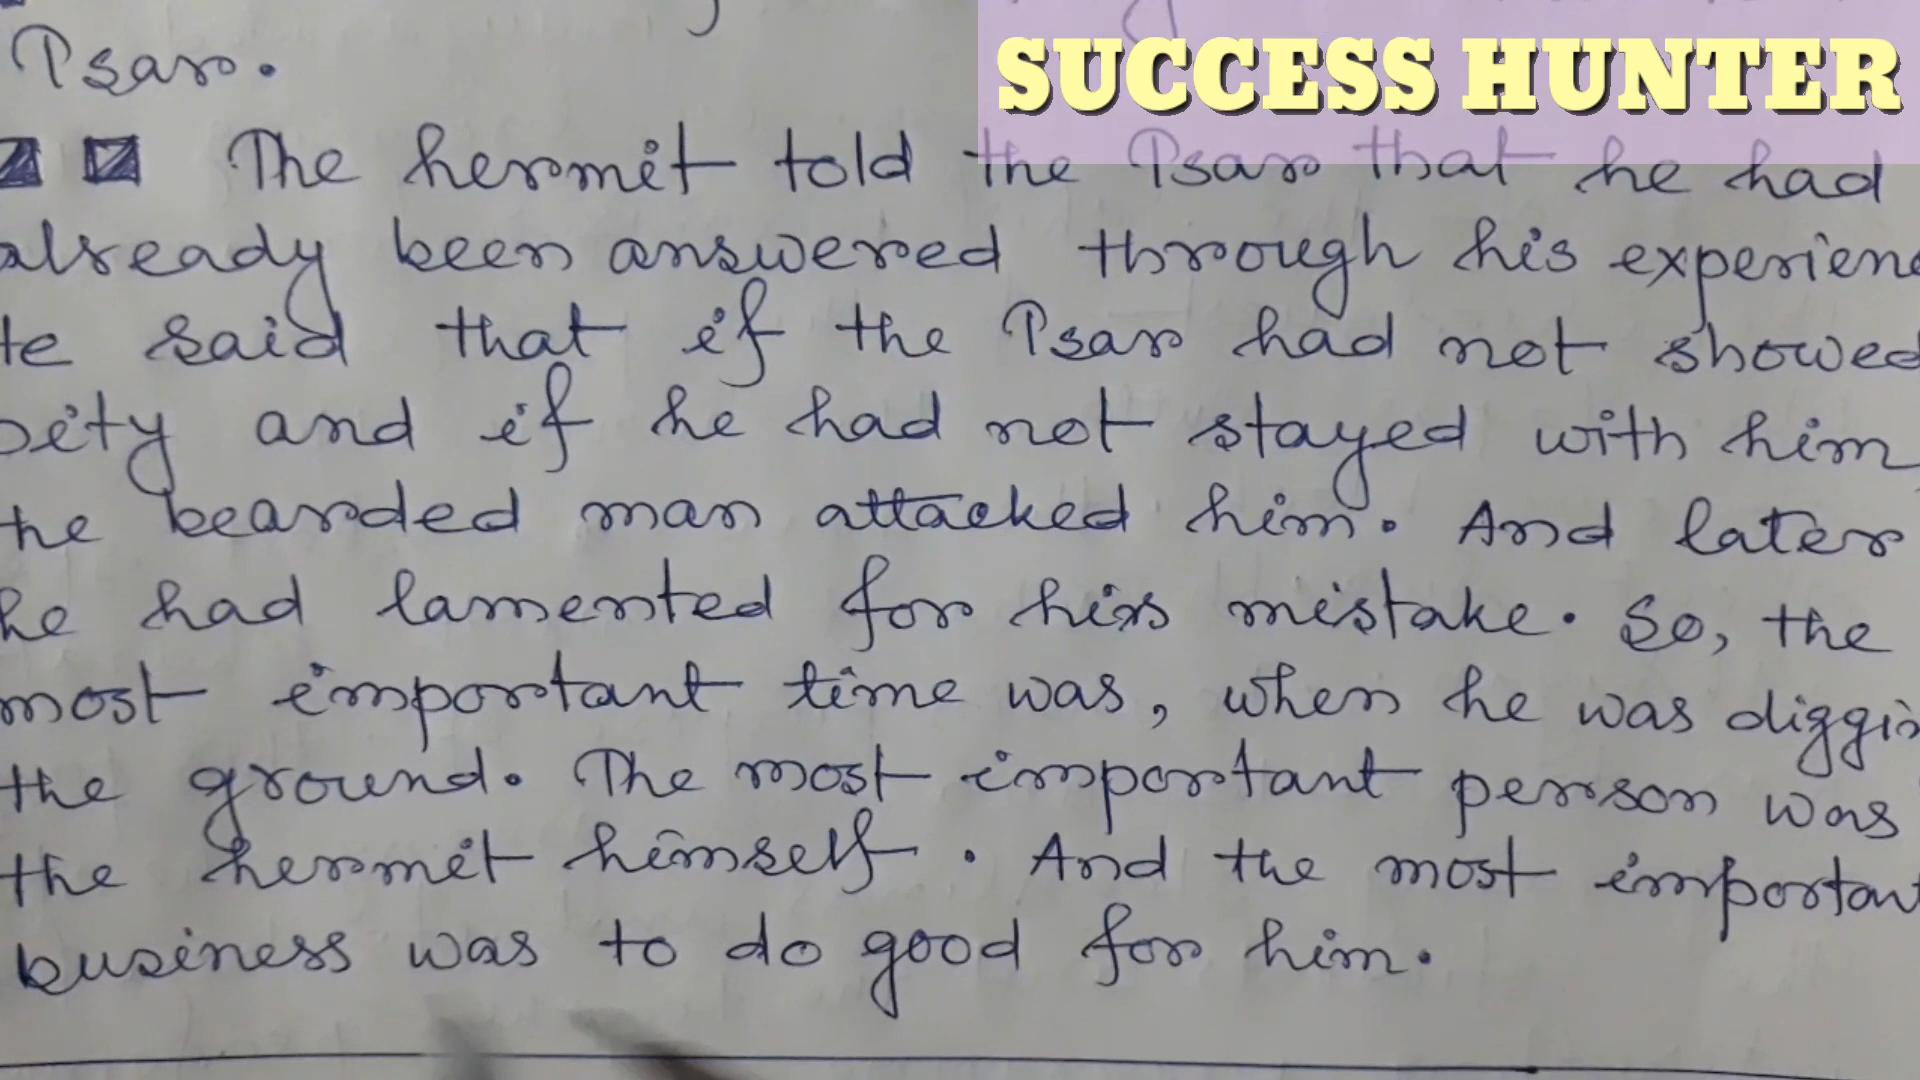 SUCCESS HUNTER
Tsar.
The hermit told the Tsar that he had
already been answered through his experienc
He said that if the Tsar had not showed
pity and if he had not stayed with him,
the bearded man attacked him. And later
he had lamented for his mistake. So, the
most important time was, when he was diggin
the ground. The most important person was
the hermit himself. And the most important
business was to do good for him.